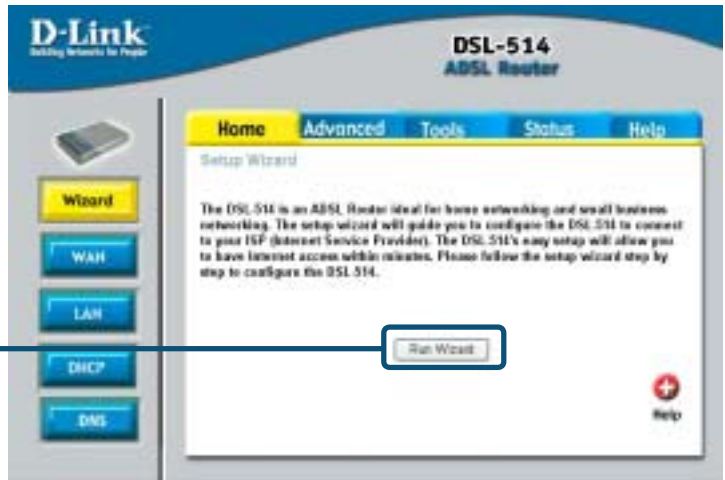 D-Link
Building Networks for People
DSL-514
ADSL Router
Home Advanced Tools Status Help
Setup Wizard
Wizard
WAN
LAN
DHCP
DNS
The DSL-514 is an ADSL Router ideal for home networking and small business
networking. The setup wizard will guide you to configure the DSL-514 to connect
to your ISP (Internet Service Provider). The DSL-514's easy setup will allow you
to have Internet access within minutes. Please follow the setup wizard step by
step to configure the DSL-514.
Run Wizard
Help